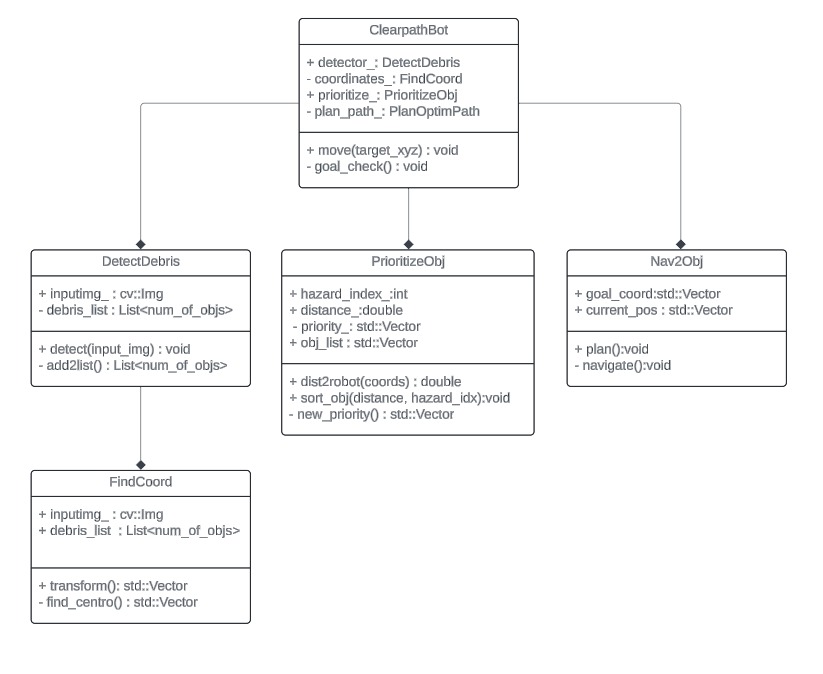 ClearpathBot
+ detector_: DetectDebris
- coordinates_: FindCoord
+ prioritize_: PrioritizeObj
- plan_path_: PlanOptimPath
+ move(target_xyz) : void
- goal_check() : void
DetectDebris
+ inputimg_ : cv::Img
- debris_list : List<num_of_objs>
+ detect(input_img) : void
- add2list() : List<num_of_objs>
PrioritizeObj
+ hazard_index_:int
+ distance_:double
- priority_: std::Vector
+ obj_list : std::Vector
+ dist2robot(coords) : double
+ sort_obj(distance, hazard_idx):void
- new_priority() : std::Vector
Nav2Obj
+ goal_coord:std::Vector
+ current_pos : std::Vector
+ plan():void
- navigate():void
FindCoord
+ inputimg_ : cv::Img
+ debris_list : List<num_of_objs>
+ transform(): std::Vector
- find_centro() : std::Vector